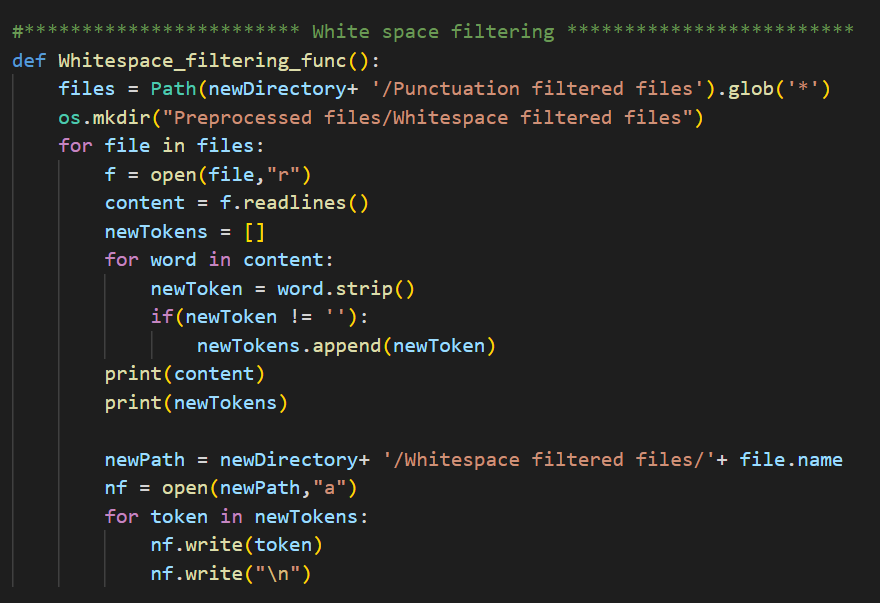 #************************ White space filtering *************************
def Whitespace_filtering_func():
    files = Path(newDirectory+ '/Punctuation filtered files').glob('*')
    os.mkdir("Preprocessed files/Whitespace filtered files")
    for file in files:
        f = open(file,"r")
        content = f.readlines()
        newTokens = []
        for word in content:
            newToken = word.strip()
            if(newToken != ''):
                newTokens.append(newToken)
        print(content)
        print(newTokens)

        newPath = newDirectory+ '/Whitespace filtered files/'+ file.name
        nf = open(newPath,"a")
        for token in newTokens:
            nf.write(token)
            nf.write("\n")